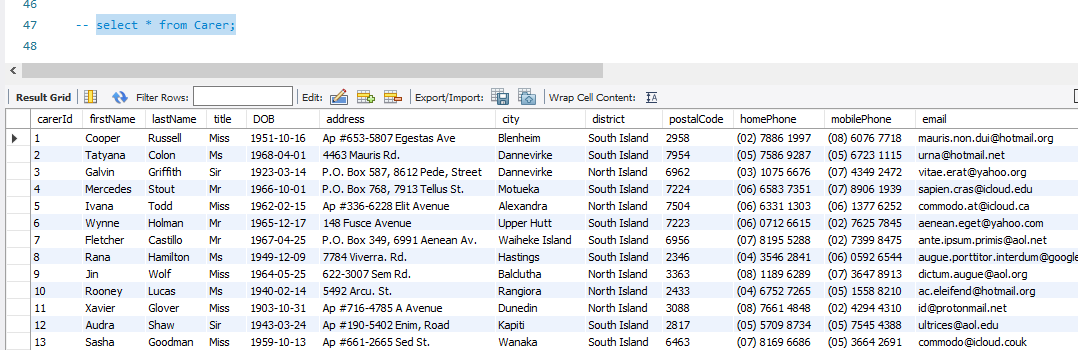 46
47 -- select * from Carer;
48
Result Grid Filter Rows: Edit: Export/Import: Wrap Cell Content: IA
carerId firstName lastName title DOB address city district postalCode homePhone mobilePhone email
1 Cooper Russell Miss 1951-10-16 Ap #653-5807 Egestas Ave Blenheim South Island 2958 (02) 7886 1997 (08) 6076 7718 mauris.non.dui@hotmail.org
2 Tatyana Colon Ms 1968-04-01 4463 Mauris Rd. Dannevirke South Island 7954 (05) 7586 9287 (05) 6723 1115 urna@hotmail.net
3 Galvin Griffith Sir 1923-03-14 P.O. Box 587, 8612 Pede, Street Dannevirke North Island 6962 (03) 1075 6676 (07) 4349 2472 vitae.erat@yahoo.org
4 Mercedes Stout Mr 1966-10-01 P.O. Box 768, 7913 Tellus St. Motueka South Island 7224 (06) 6583 7351 (07) 8906 1939 sapien.cras@icloud.edu
5 Ivana Todd Miss 1962-02-15 Ap #336-6228 Elit Avenue Alexandra North Island 7504 (06) 6331 1303 (06) 1377 6252 commodo.at@icloud.ca
6 Wynne Holman Mr 1965-12-17 148 Fusce Avenue Upper Hutt South Island 7223 (06) 0712 6615 (02) 7625 7845 aenean.eget@yahoo.com
7 Fletcher Castillo Mr 1967-04-25 P.O. Box 349, 6991 Aenean Av. Waiheke Island South Island 6956 (07) 8195 5288 (02) 7399 8475 ante.ipsum.primis@aol.net
8 Rana Hamilton Ms 1949-12-09 7784 Viverra. Rd. Hastings South Island 2346 (04) 3546 2841 (06) 0592 6544 augue.porttitor.interdum@google
9 Jin Wolf Miss 1964-05-25 622-3007 Sem Rd. Balclutha North Island 3363 (08) 1189 6289 (07) 3647 8913 dictum.augue@aol.org
10 Rooney Lucas Ms 1940-02-14 5492 Arcu. St. Rangiora North Island 2433 (04) 6752 7265 (05) 1558 8210 ac.eleifend@hotmail.org
11 Xavier Glover Miss 1903-10-31 Ap #716-4785 A Avenue Dunedin North Island 3088 (08) 7661 4848 (02) 4294 4310 id@protonmail.net
12 Audra Shaw Sir 1943-03-24 Ap #190-5402 Enim, Road Kapiti South Island 2817 (05) 5709 8734 (05) 7545 4388 ultrices@aol.edu
13 Sasha Goodman Miss 1959-10-13 Ap #661-2665 Sed St. Wanaka South Island 6463 (07) 8169 6686 (05) 3664 2691 commodo@icloud.couk